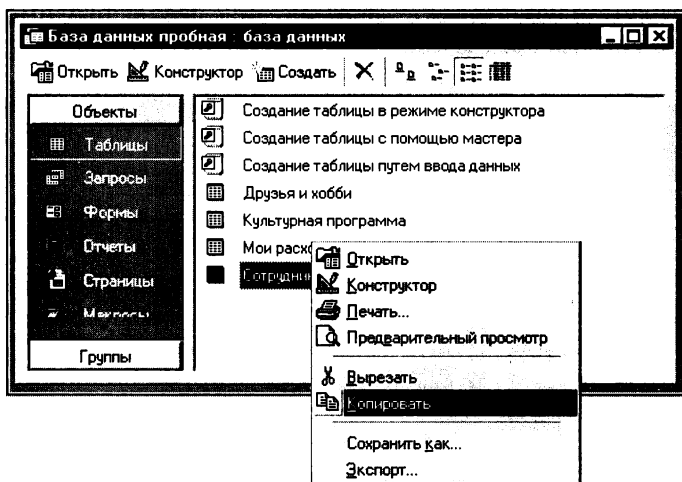 База данных пробная : база данных
Открыть Конструктор Создать
Объекты
Таблицы
Запросы
Формы
Отчеты
Страницы
Макросы
Группы
Создание таблицы в режиме конструктора
Создание таблицы с помощью мастера
Создание таблицы путем ввода данных
Друзья и хобби
Культурная программа
Мои расхо
Сотрудни
Открыть
Конструктор
Печать...
Предварительный просмотр
Вырезать
Копировать
Сохранить как...
Экспорт...